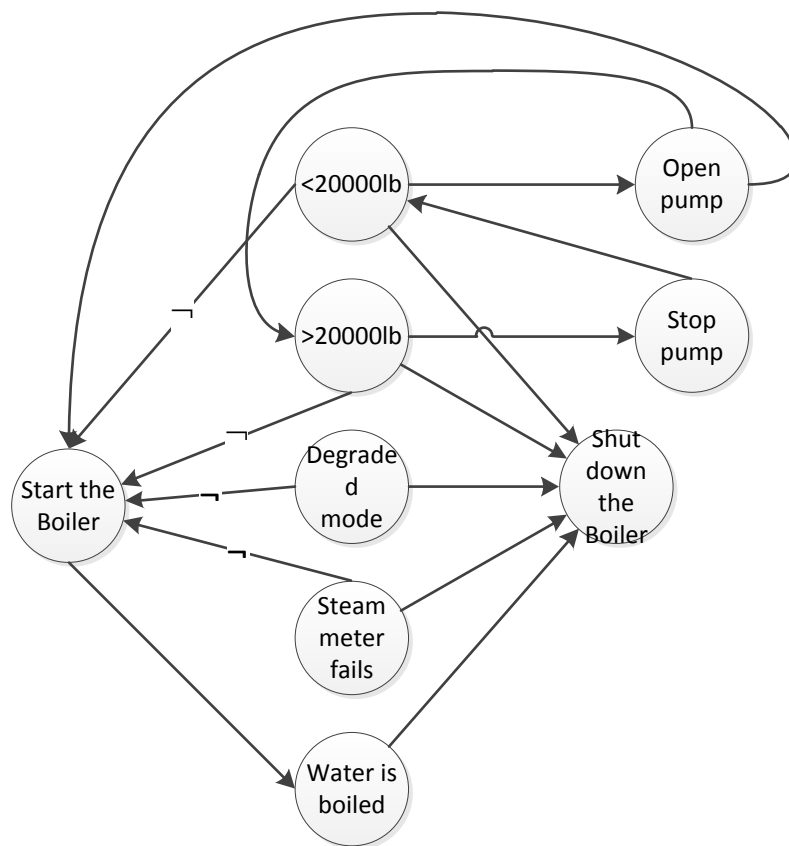 <20000lb
Open
pump
¬
>20000lb
Stop
pump
¬
Start the
Boiler
Degrade
d
mode
¬
Shut
down
the
Boiler
¬
Steam
meter
fails
Water is
boiled